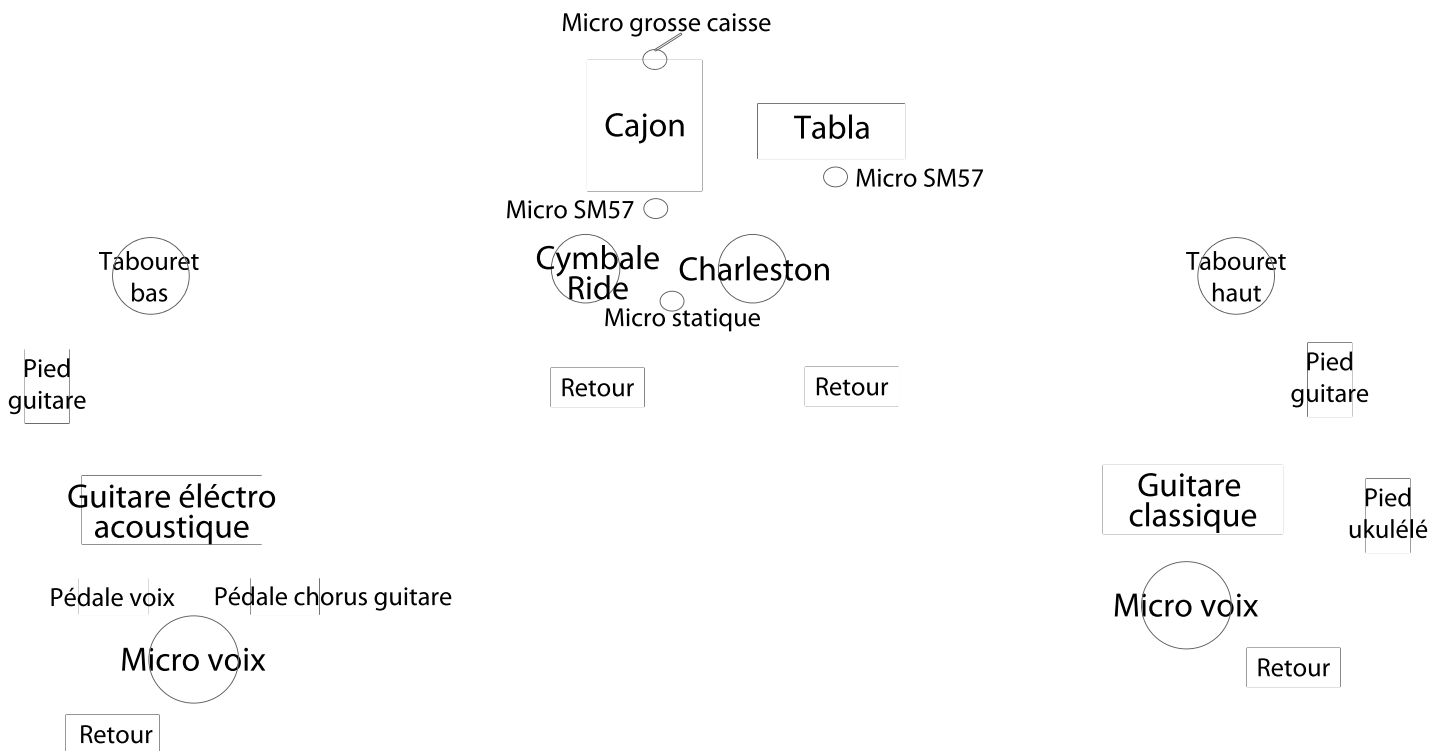 Micro grosse caisse
Cajon
Tabla
Micro SM57
Micro SM57
Tabouret
bas
Cymbale
Ride
Charleston
Tabouret
haut
Micro statique
Pied
guitare
Retour
Retour
Pied
guitare
Guitare éléctro
acoustique
Guitare
classique
Pied
ukulélé
Pédale voix
Pédale chorus guitare
Micro voix
Micro voix
Retour
Retour